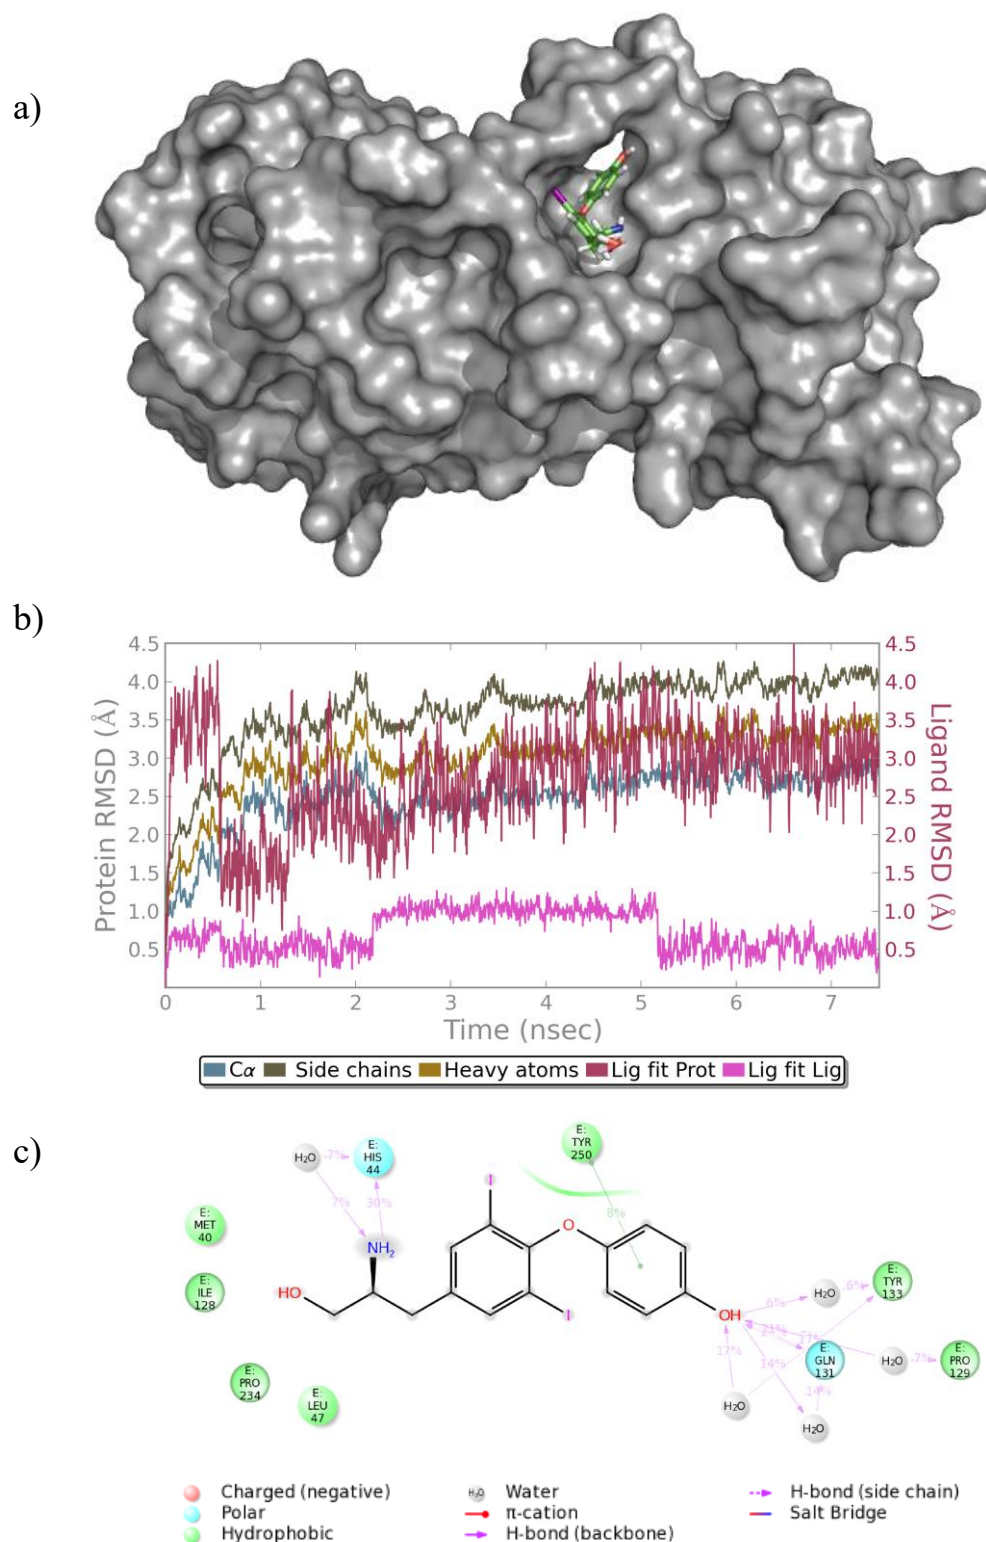 a)
b)
4.5 4.5
4.0 4.0
3.5 3.5
3.0 3.0
2.5 2.5
2.0 2.0
1.5 1.5
1.0 1.0
0.5 0.5
Protein RMSD (Å)
Ligand RMSD (Å)
0 1 2 3 4 5 6 7
Time (nsec)
Cα Side chains Heavy atoms Lig fit Prot Lig fit Lig
c)
E:
TYR
250
E:
HIS
44
H₂O
7%
7%
30%
8%
E:
MET
40
I
NH₂
O
E:
ILE
128
HO
I
OH
6%
H₂O
6%
E:
TYR
133
17%
17%
E:
GLN
131
H₂O
7%
E:
PRO
129
14%
14%
H₂O
H₂O
E:
PRO
234
E:
LEU
47
Charged (negative) H₂O Water H-bond (side chain)
Polar π-cation Salt Bridge
Hydrophobic H-bond (backbone)